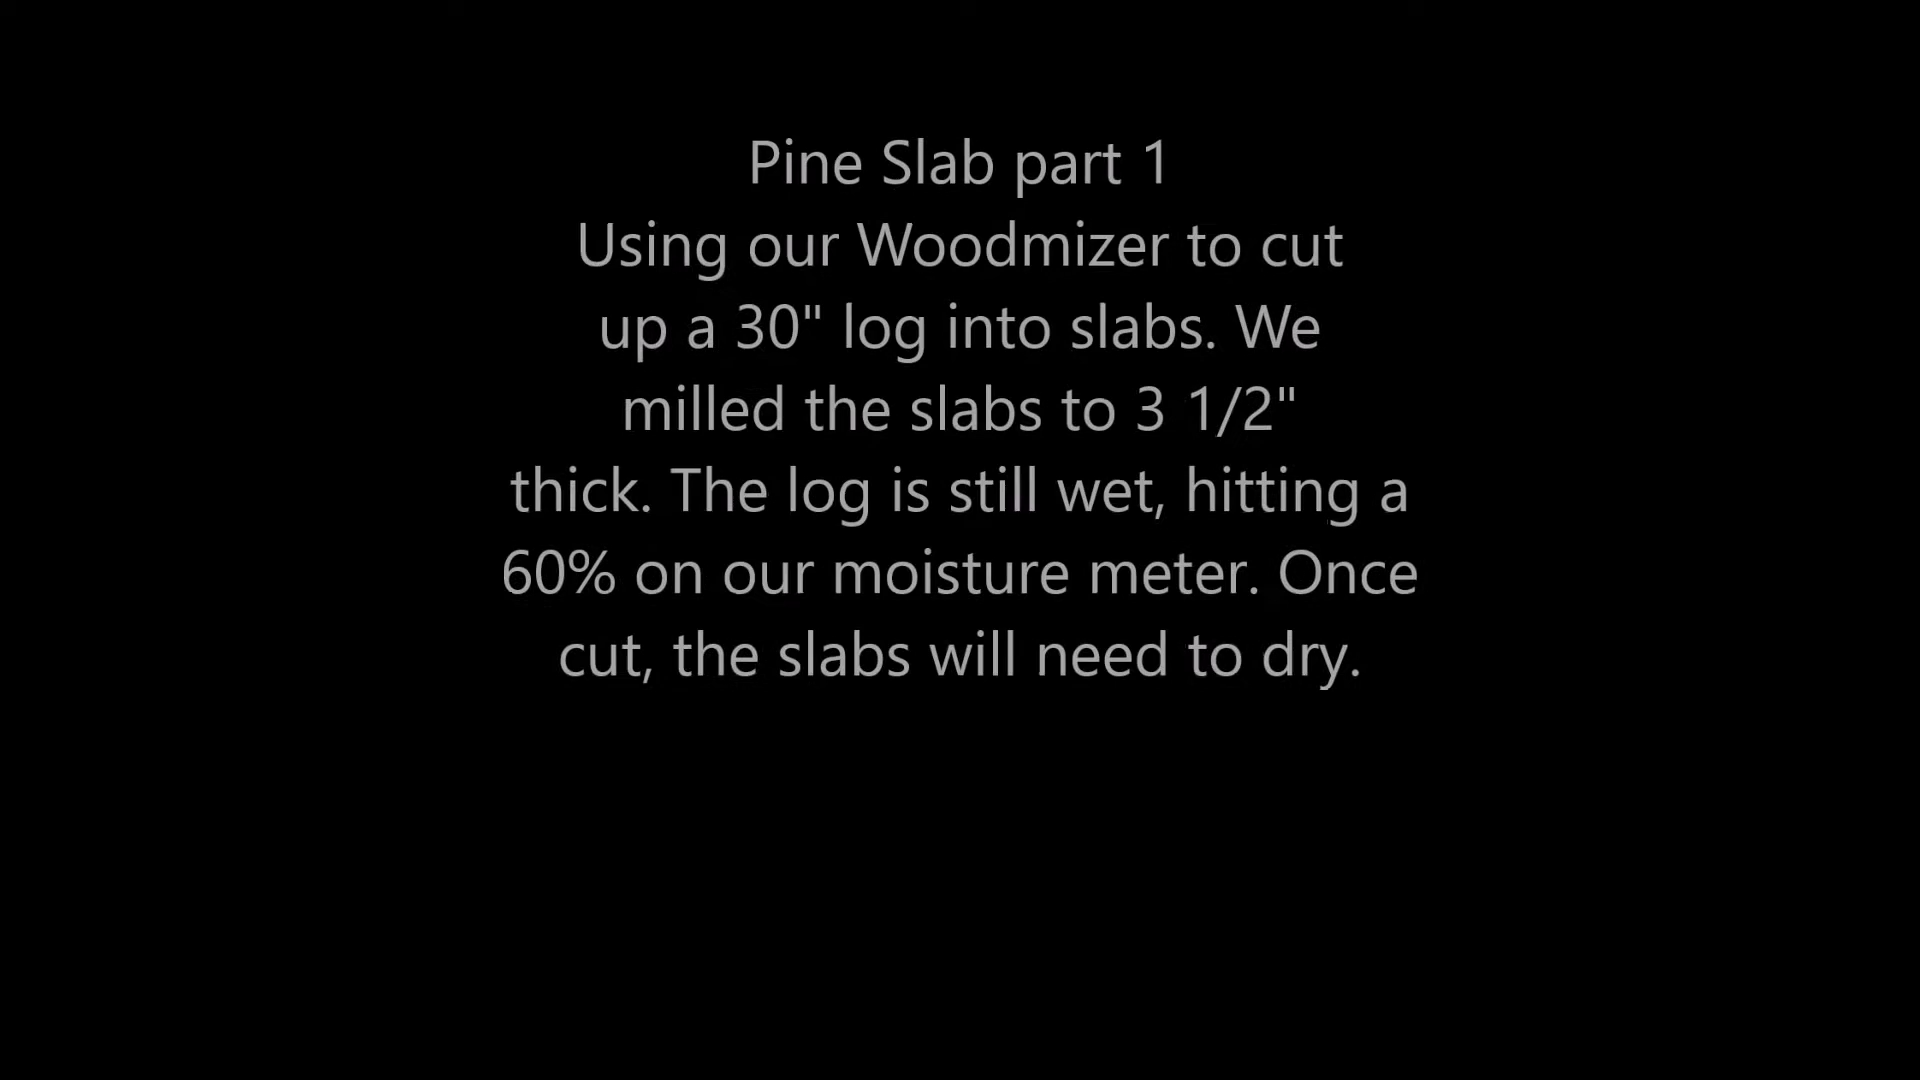 Pine Slab part 1
Using our Woodmizer to cut
up a 30" log into slabs. We
milled the slabs to 3 1/2"
thick. The log is still wet, hitting a
60% on our moisture meter. Once
cut, the slabs will need to dry.